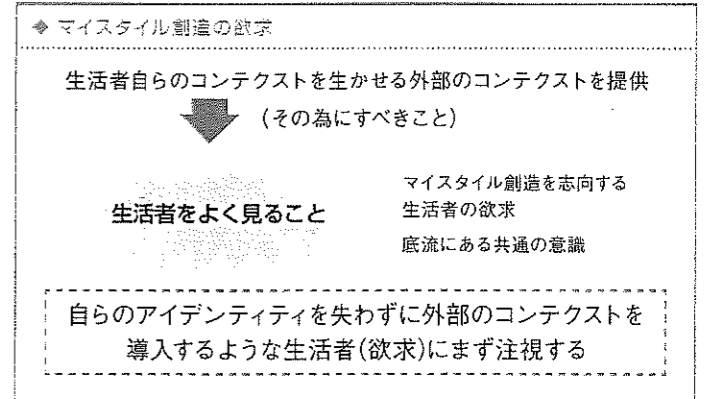 ◆ マイスタイル創造の欲求
生活者自らのコンテクストを生かせる外部のコンテクストを提供
(その為にすべきこと)
生活者をよく見ること
マイスタイル創造を志向する
生活者の欲求
底流にある共通の意識
自らのアイデンティティを失わずに外部のコンテクストを
導入するような生活者(欲求)にまず注視する